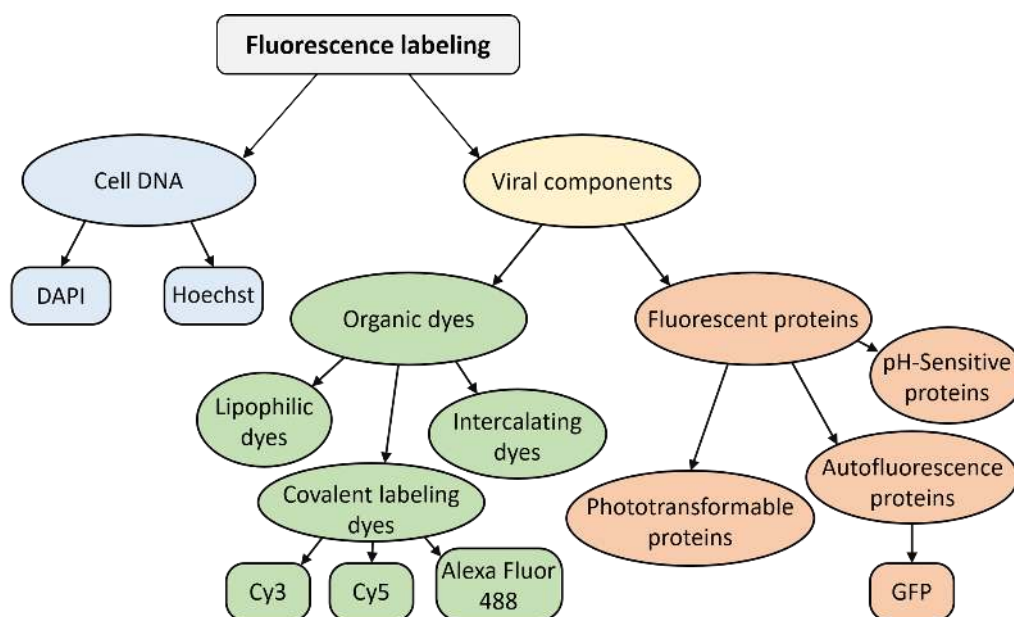 Fluorescence labeling
Cell DNA
Viral components
DAPI
Hoechst
Organic dyes
Fluorescent proteins
pH-Sensitive
proteins
Lipophilic
dyes
Intercalating
dyes
Autofluorescence
proteins
Covalent labeling
dyes
Phototransformable
proteins
Cy3
Cy5
Alexa Fluor
488
GFP